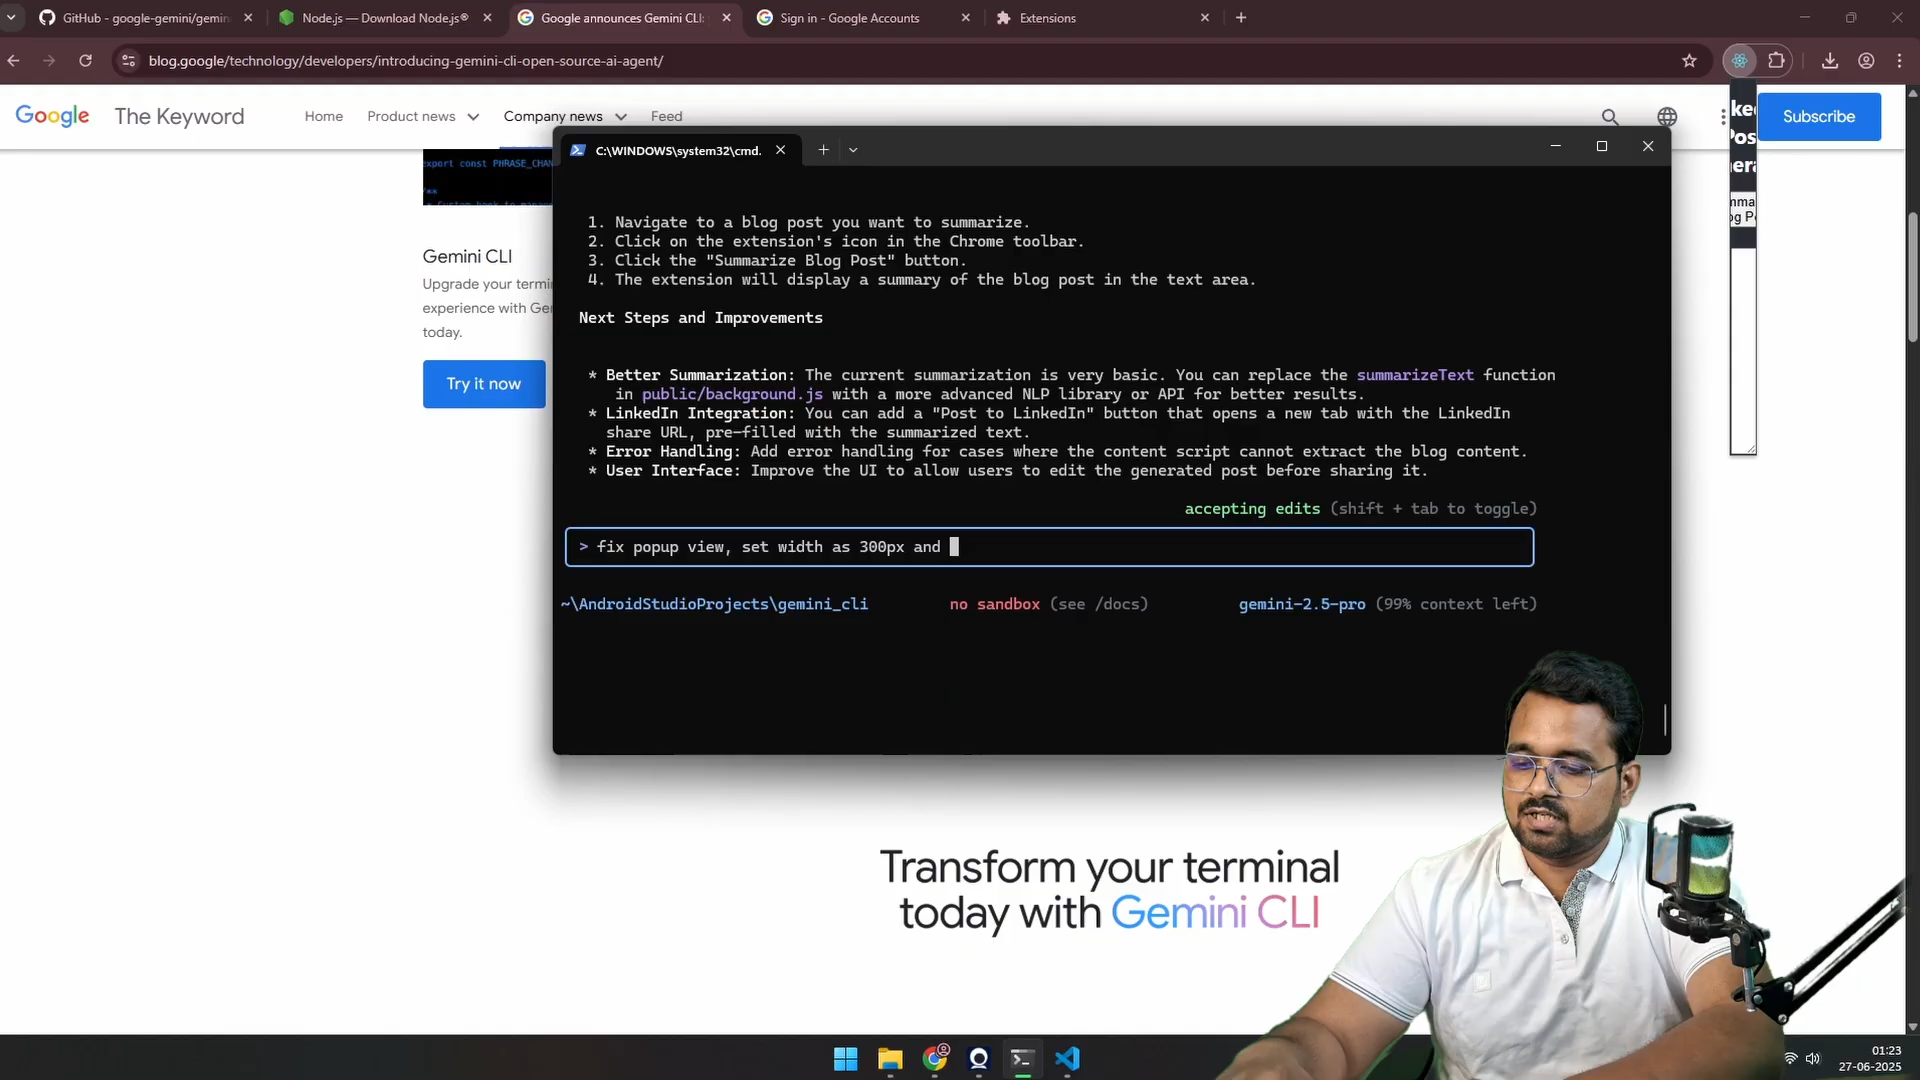 GitHub - google-gemini/gemin
Node.js — Download Node.js®
Google announces Gemini CLI:
Sign in - Google Accounts
Extensions
blog.google/technology/developers/introducing-gemini-cli-open-source-ai-agent/
Google The Keyword
Home
Product news
Company news
Feed
Subscribe
C:\WINDOWS\system32\cmd.
export const PHRASE_CHAN
/**
Gemini CLI
Upgrade your termi
experience with Ge
today.
Try it now
1. Navigate to a blog post you want to summarize.
2. Click on the extension's icon in the Chrome toolbar.
3. Click the "Summarize Blog Post" button.
4. The extension will display a summary of the blog post in the text area.
Next Steps and Improvements
* Better Summarization: The current summarization is very basic. You can replace the summarizeText function
in public/background.js with a more advanced NLP library or API for better results.
* LinkedIn Integration: You can add a "Post to LinkedIn" button that opens a new tab with the LinkedIn
share URL, pre-filled with the summarized text.
* Error Handling: Add error handling for cases where the content script cannot extract the blog content.
* User Interface: Improve the UI to allow users to edit the generated post before sharing it.
accepting edits (shift + tab to toggle)
> fix popup view, set width as 300px and
~\AndroidStudioProjects\gemini_cli
no sandbox (see /docs)
gemini-2.5-pro (99% context left)
Transform your terminal
today with Gemini CLI
01:23
27-06-2025